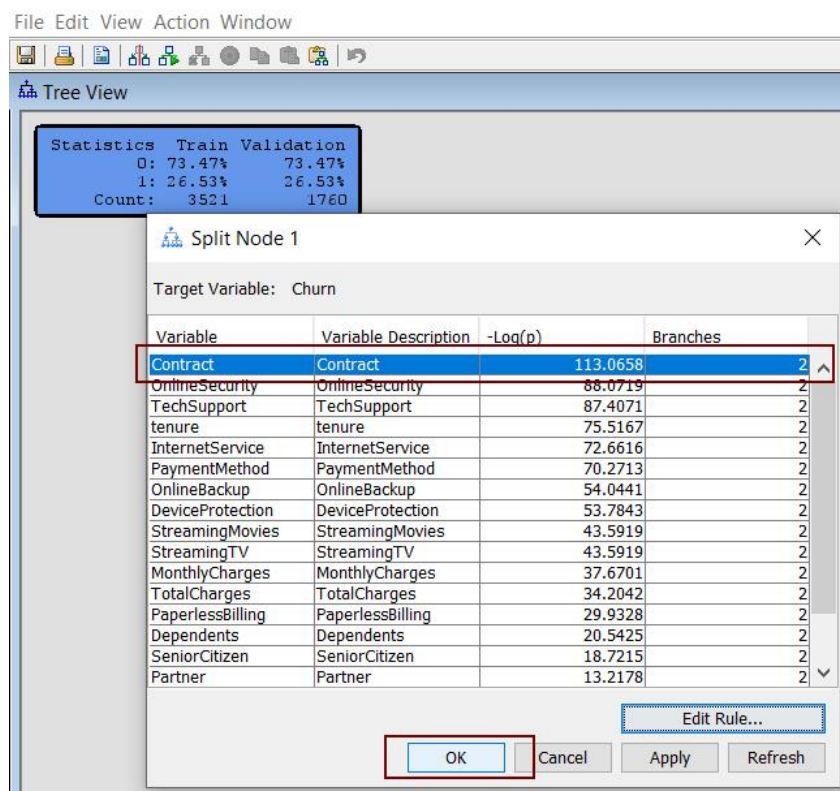 File Edit View Action Window
Tree View
Statistics Train Validation
0: 73.47% 73.47%
1: 26.53% 26.53%
Count: 3521 1760
Split Node 1
Target Variable: Churn
Variable Variable Description -Log(p) Branches
Contract Contract 113.0658 2
OnlineSecurity OnlineSecurity 88.0719 2
TechSupport TechSupport 87.4071 2
tenure tenure 75.5167 2
InternetService InternetService 72.6616 2
PaymentMethod PaymentMethod 70.2713 2
OnlineBackup OnlineBackup 54.0441 2
DeviceProtection DeviceProtection 53.7843 2
StreamingMovies StreamingMovies 43.5919 2
StreamingTV StreamingTV 43.5919 2
MonthlyCharges MonthlyCharges 37.6701 2
TotalCharges TotalCharges 34.2042 2
PaperlessBilling PaperlessBilling 29.9328 2
Dependents Dependents 20.5425 2
SeniorCitizen SeniorCitizen 18.7215 2
Partner Partner 13.2178 2
Edit Rule...
OK Cancel Apply Refresh